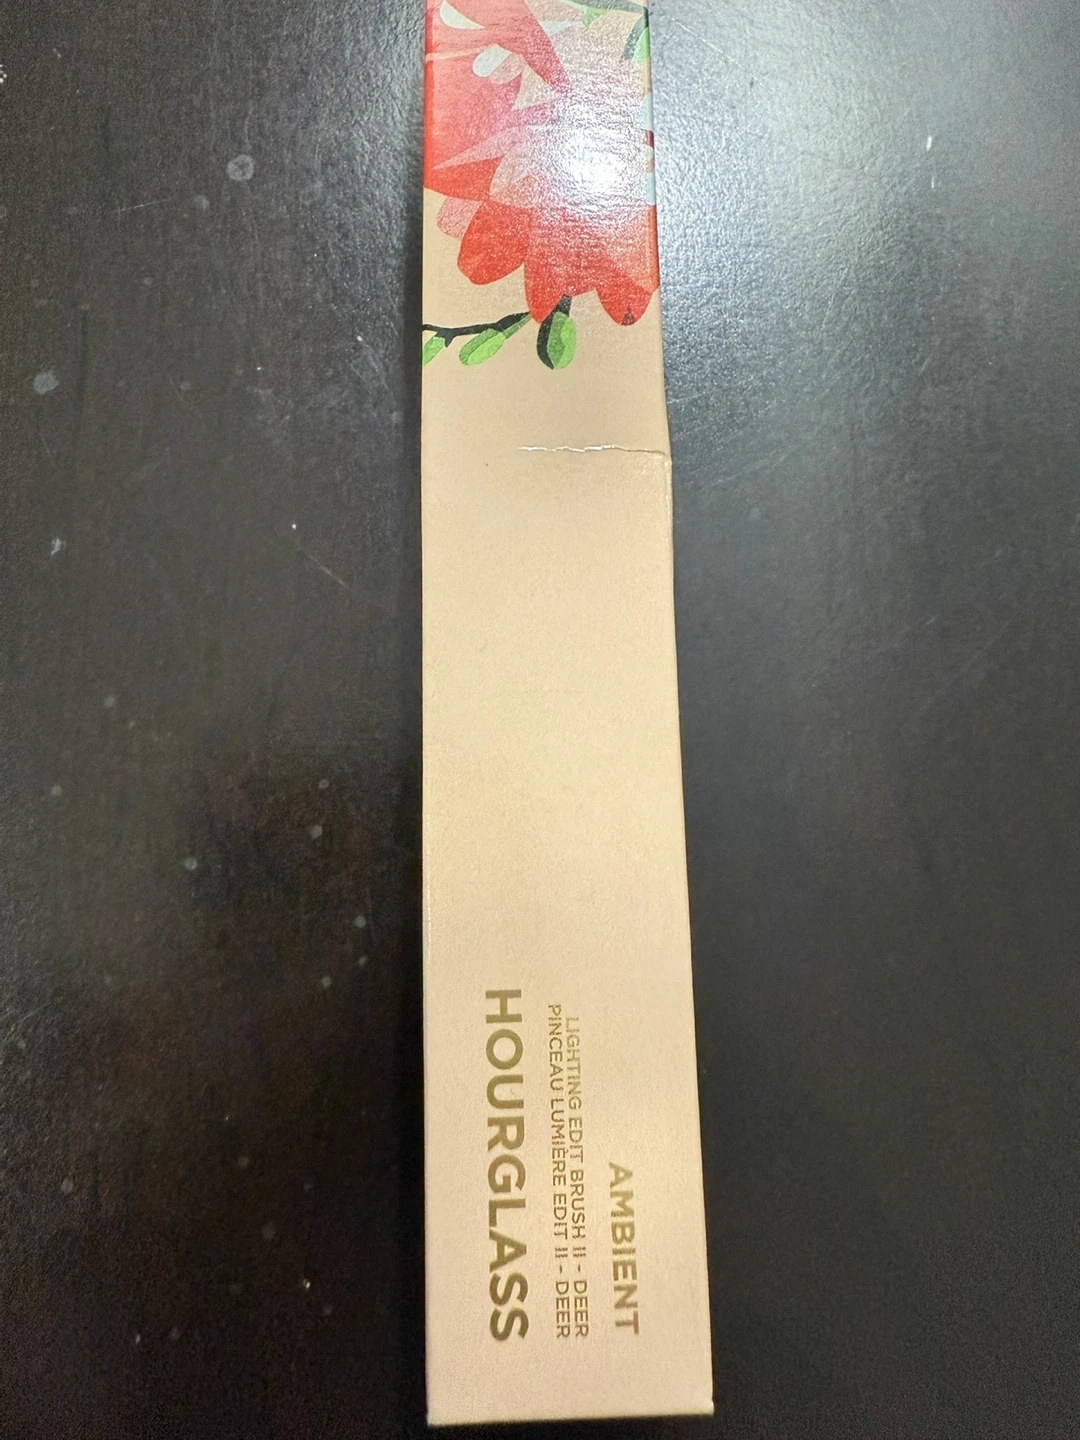 AMBIENT
LIGHTING EDIT BRUSH II - DEER
PINCEAU LUMIÈRE EDIT II - DEER
HOURGLASS